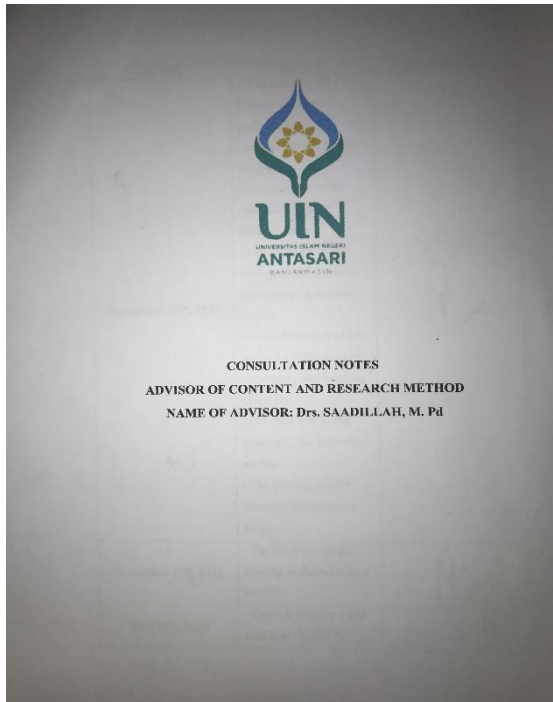 UIN
UNIVERSITAS ISLAM NEGERI
ANTASARI
BANJARMASIN
CONSULTATION NOTES
ADVISOR OF CONTENT AND RESEARCH METHOD
NAME OF ADVISOR: Drs. SAADILLAH, M. Pd